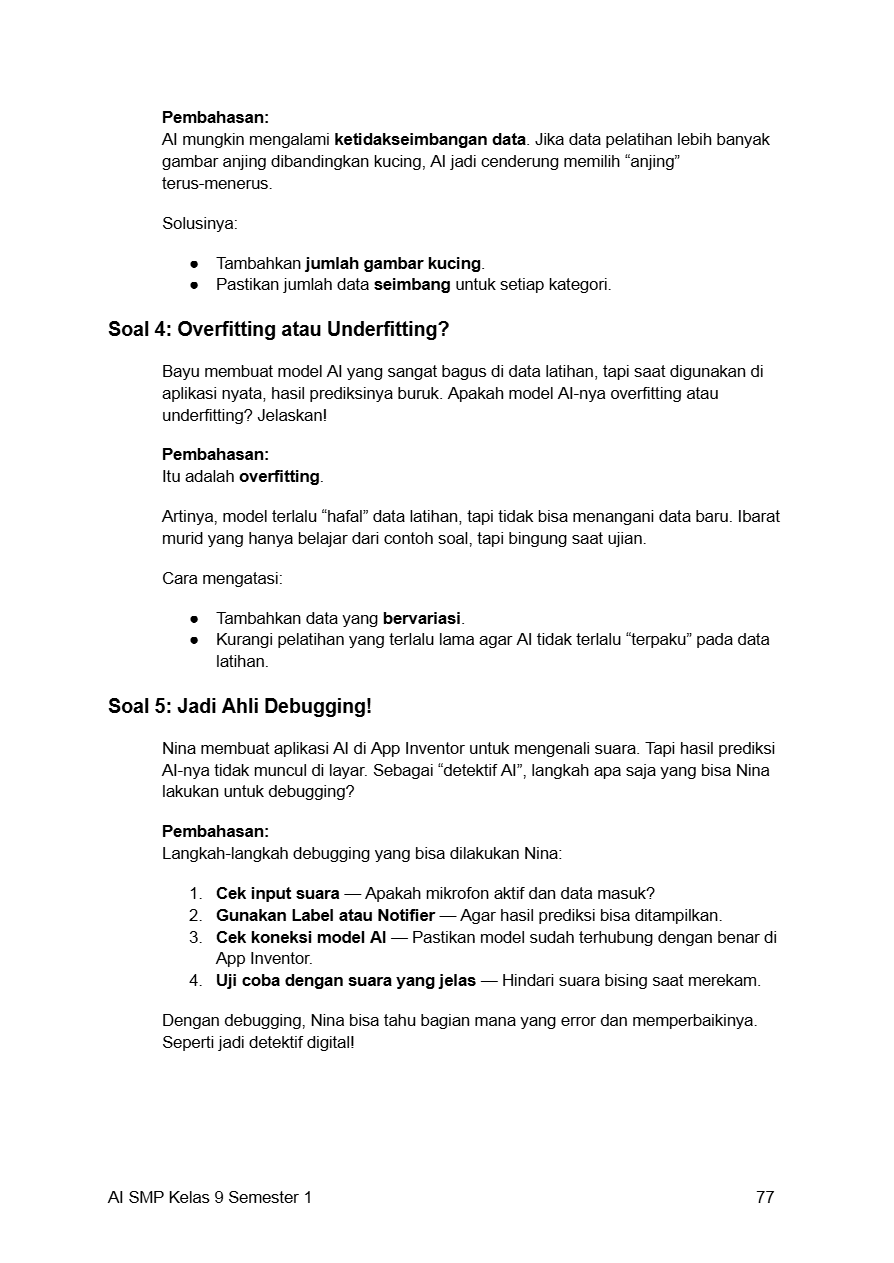 Pembahasan:
AI mungkin mengalami ketidakseimbangan data. Jika data pelatihan lebih banyak
gambar anjing dibandingkan kucing, AI jadi cenderung memilih “anjing”
terus-menerus.
Solusinya:
● Tambahkan jumlah gambar kucing.
● Pastikan jumlah data seimbang untuk setiap kategori.
Soal 4: Overfitting atau Underfitting?
Bayu membuat model AI yang sangat bagus di data latihan, tapi saat digunakan di
aplikasi nyata, hasil prediksinya buruk. Apakah model AI-nya overfitting atau
underfitting? Jelaskan!
Pembahasan:
Itu adalah overfitting.
Artinya, model terlalu “hafal” data latihan, tapi tidak bisa menangani data baru. Ibarat
murid yang hanya belajar dari contoh soal, tapi bingung saat ujian.
Cara mengatasi:
● Tambahkan data yang bervariasi.
● Kurangi pelatihan yang terlalu lama agar AI tidak terlalu “terpaku” pada data
latihan.
Soal 5: Jadi Ahli Debugging!
Nina membuat aplikasi AI di App Inventor untuk mengenali suara. Tapi hasil prediksi
AI-nya tidak muncul di layar. Sebagai “detektif AI”, langkah apa saja yang bisa Nina
lakukan untuk debugging?
Pembahasan:
Langkah-langkah debugging yang bisa dilakukan Nina:
1. Cek input suara — Apakah mikrofon aktif dan data masuk?
2. Gunakan Label atau Notifier — Agar hasil prediksi bisa ditampilkan.
3. Cek koneksi model AI — Pastikan model sudah terhubung dengan benar di
App Inventor.
4. Uji coba dengan suara yang jelas — Hindari suara bising saat merekam.
Dengan debugging, Nina bisa tahu bagian mana yang error dan memperbaikinya.
Seperti jadi detektif digital!
AI SMP Kelas 9 Semester 1 77